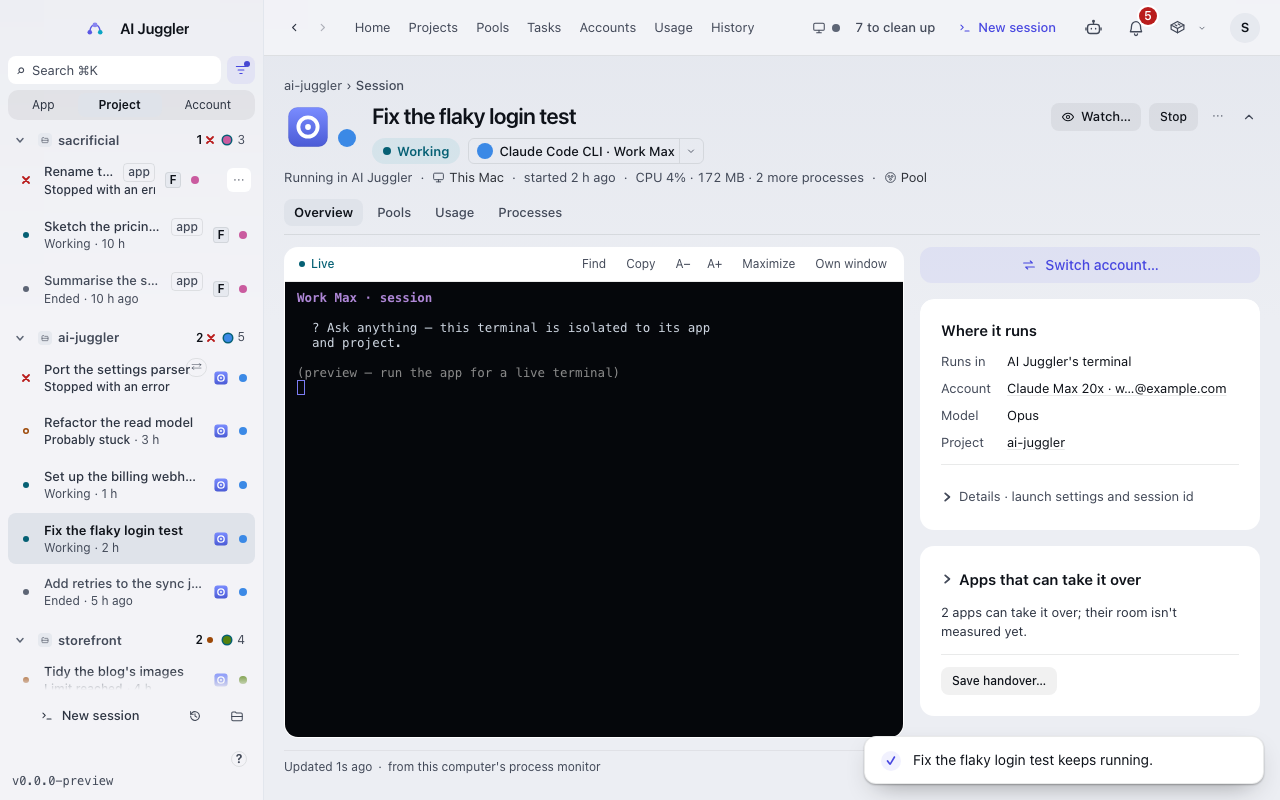 AI Juggler
Search ⌘K
App Project Account
sacrificial 1 3
Rename t... app F
Stopped with an err
Sketch the pricin... app F
Working · 10 h
Summarise the s... app F
Ended · 10 h ago
ai-juggler 2 5
Port the settings parser
Stopped with an error
Refactor the read model
Probably stuck · 3 h
Set up the billing webh...
Working · 1 h
Fix the flaky login test
Working · 2 h
Add retries to the sync j...
Ended · 5 h ago
storefront 2 4
Tidy the blog's images
New session
?
v0.0.0-preview
Home Projects Pools Tasks Accounts Usage History
7 to clean up
New session
5
S
ai-juggler › Session
Fix the flaky login test
Watch... Stop ...
Working Claude Code CLI · Work Max
Running in AI Juggler · This Mac · started 2 h ago · CPU 4% · 172 MB · 2 more processes · Pool
Overview Pools Usage Processes
Live Find Copy A− A+ Maximize Own window
Work Max · session
? Ask anything — this terminal is isolated to its app
and project.
(preview — run the app for a live terminal)
Updated 1s ago · from this computer's process monitor
Switch account...
Where it runs
Runs in AI Juggler's terminal
Account Claude Max 20x · w...@example.com
Model Opus
Project ai-juggler
Details · launch settings and session id
Apps that can take it over
2 apps can take it over; their room isn't
measured yet.
Save handover...
Fix the flaky login test keeps running.